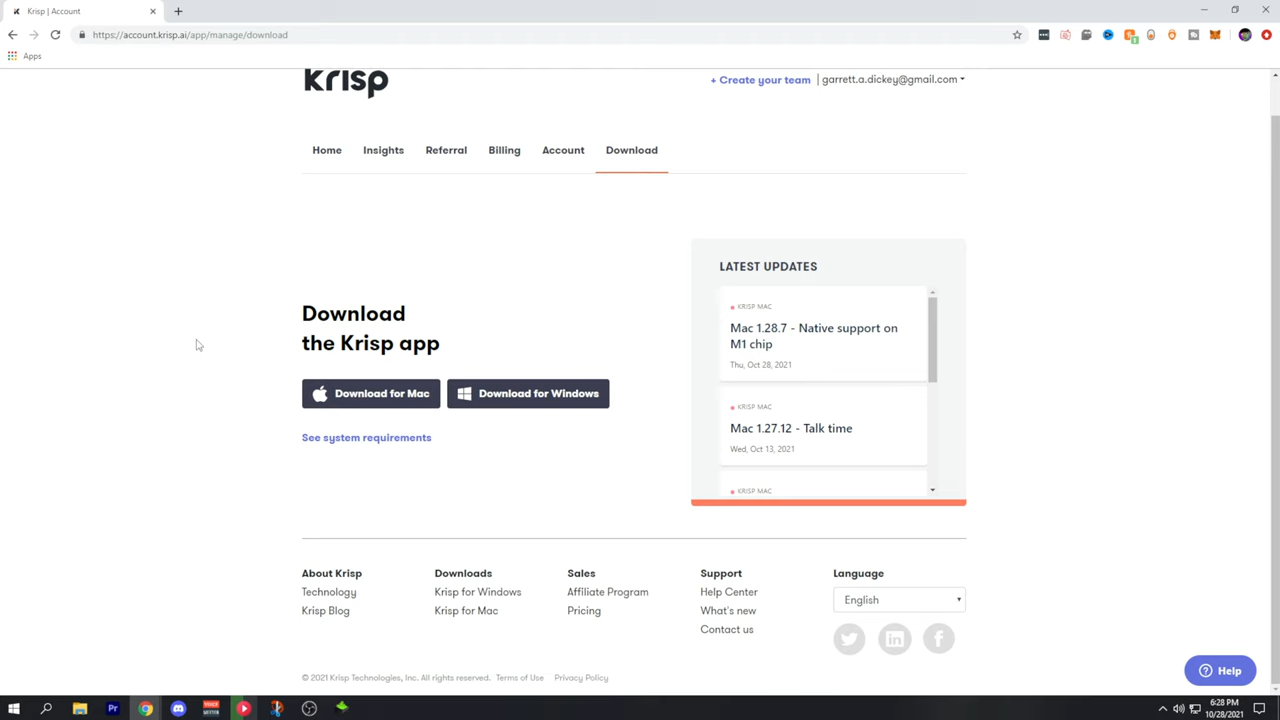 Krisp | Account
https://account.krisp.ai/app/manage/download
Apps
krisp
+ Create your team | garrett.a.dickey@gmail.com
Home Insights Referral Billing Account Download
Download
the Krisp app
Download for Mac Download for Windows
See system requirements
LATEST UPDATES
KRISP MAC
Mac 1.28.7 - Native support on
M1 chip
Thu, Oct 28, 2021
KRISP MAC
Mac 1.27.12 - Talk time
Wed, Oct 13, 2021
KRISP MAC
About Krisp
Technology
Krisp Blog
Downloads
Krisp for Windows
Krisp for Mac
Sales
Affiliate Program
Pricing
Support
Help Center
What's new
Contact us
Language
English
© 2021 Krisp Technologies, Inc. All rights reserved. Terms of Use Privacy Policy
Help
Pr
6:28 PM
10/28/2021